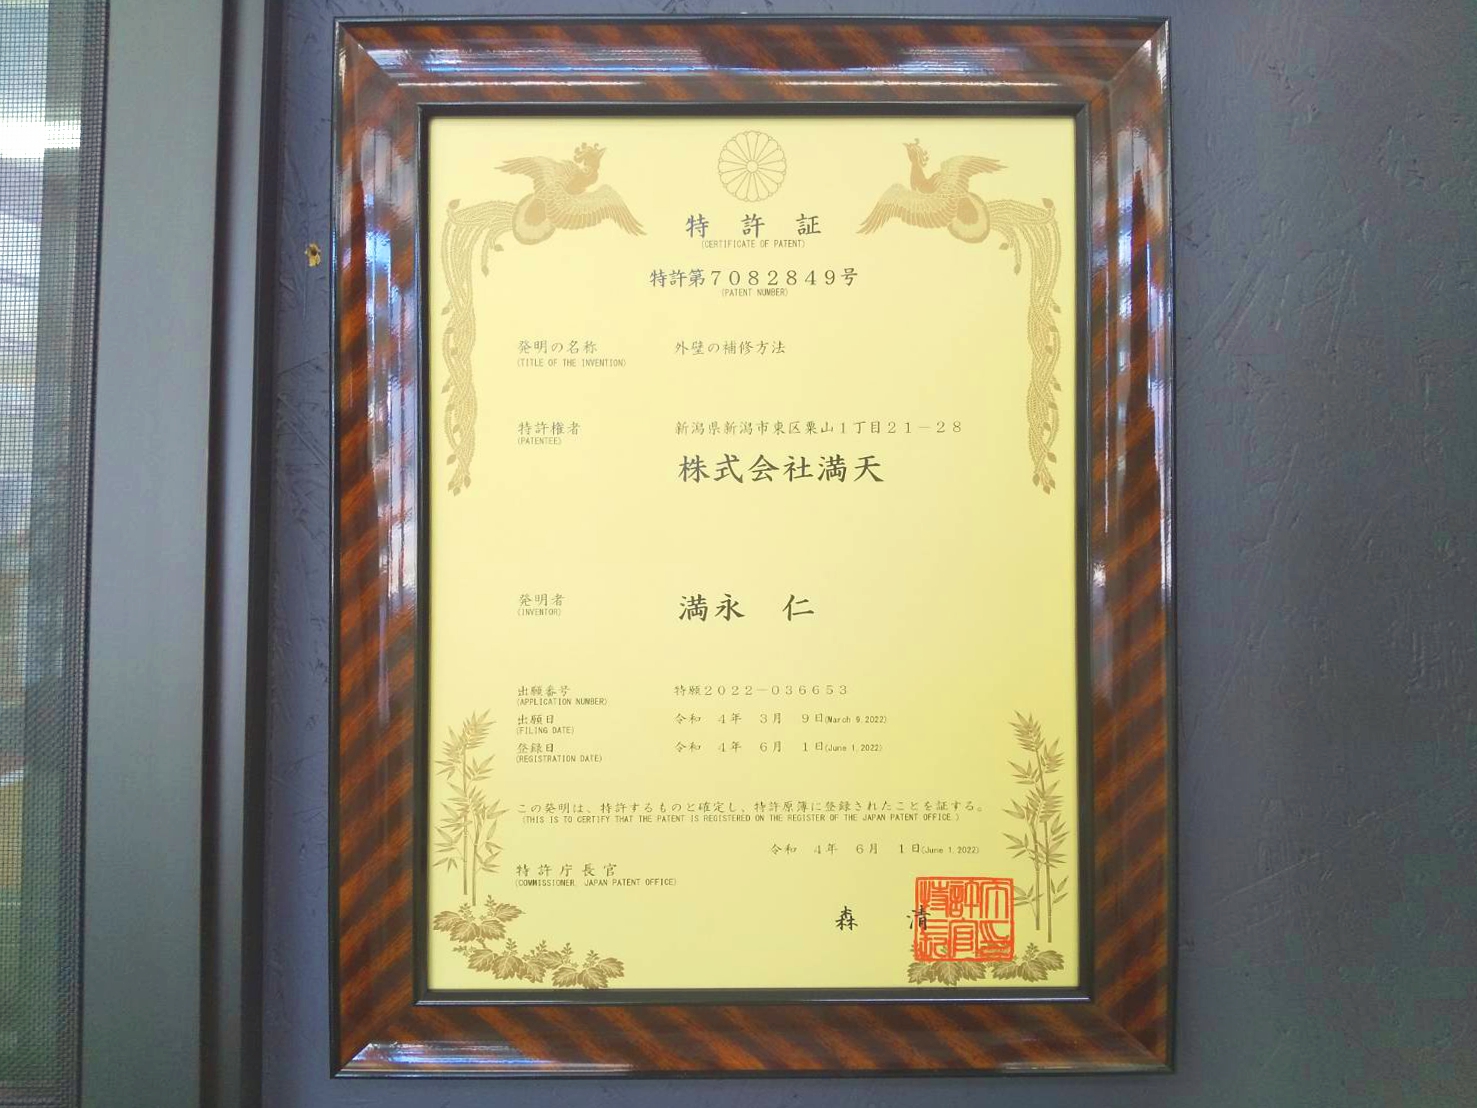 特許証
(CERTIFICATE OF PATENT)
特許第7082849号
(PATENT NUMBER)
発明の名称 外壁の補修方法
(TITLE OF THE INVENTION)
特許権者 新潟県新潟市東区粟山1丁目21-28
(PATENTEE)
株式会社満天
発明者 満永 仁
(INVENTOR)
出願番号 特願2022-036653
(APPLICATION NUMBER)
出願日 令和 4年 3月 9日(March 9,2022)
(FILING DATE)
登録日 令和 4年 6月 1日(June 1,2022)
(REGISTRATION DATE)
この発明は、特許するものと確定し、特許原簿に登録されたことを証する。
(THIS IS TO CERTIFY THAT THE PATENT IS REGISTERED ON THE REGISTER OF THE JAPAN PATENT OFFICE.)
令和 4年 6月 1日(June 1,2022)
特許庁長官
(COMMISSIONER, JAPAN PATENT OFFICE)
森 清